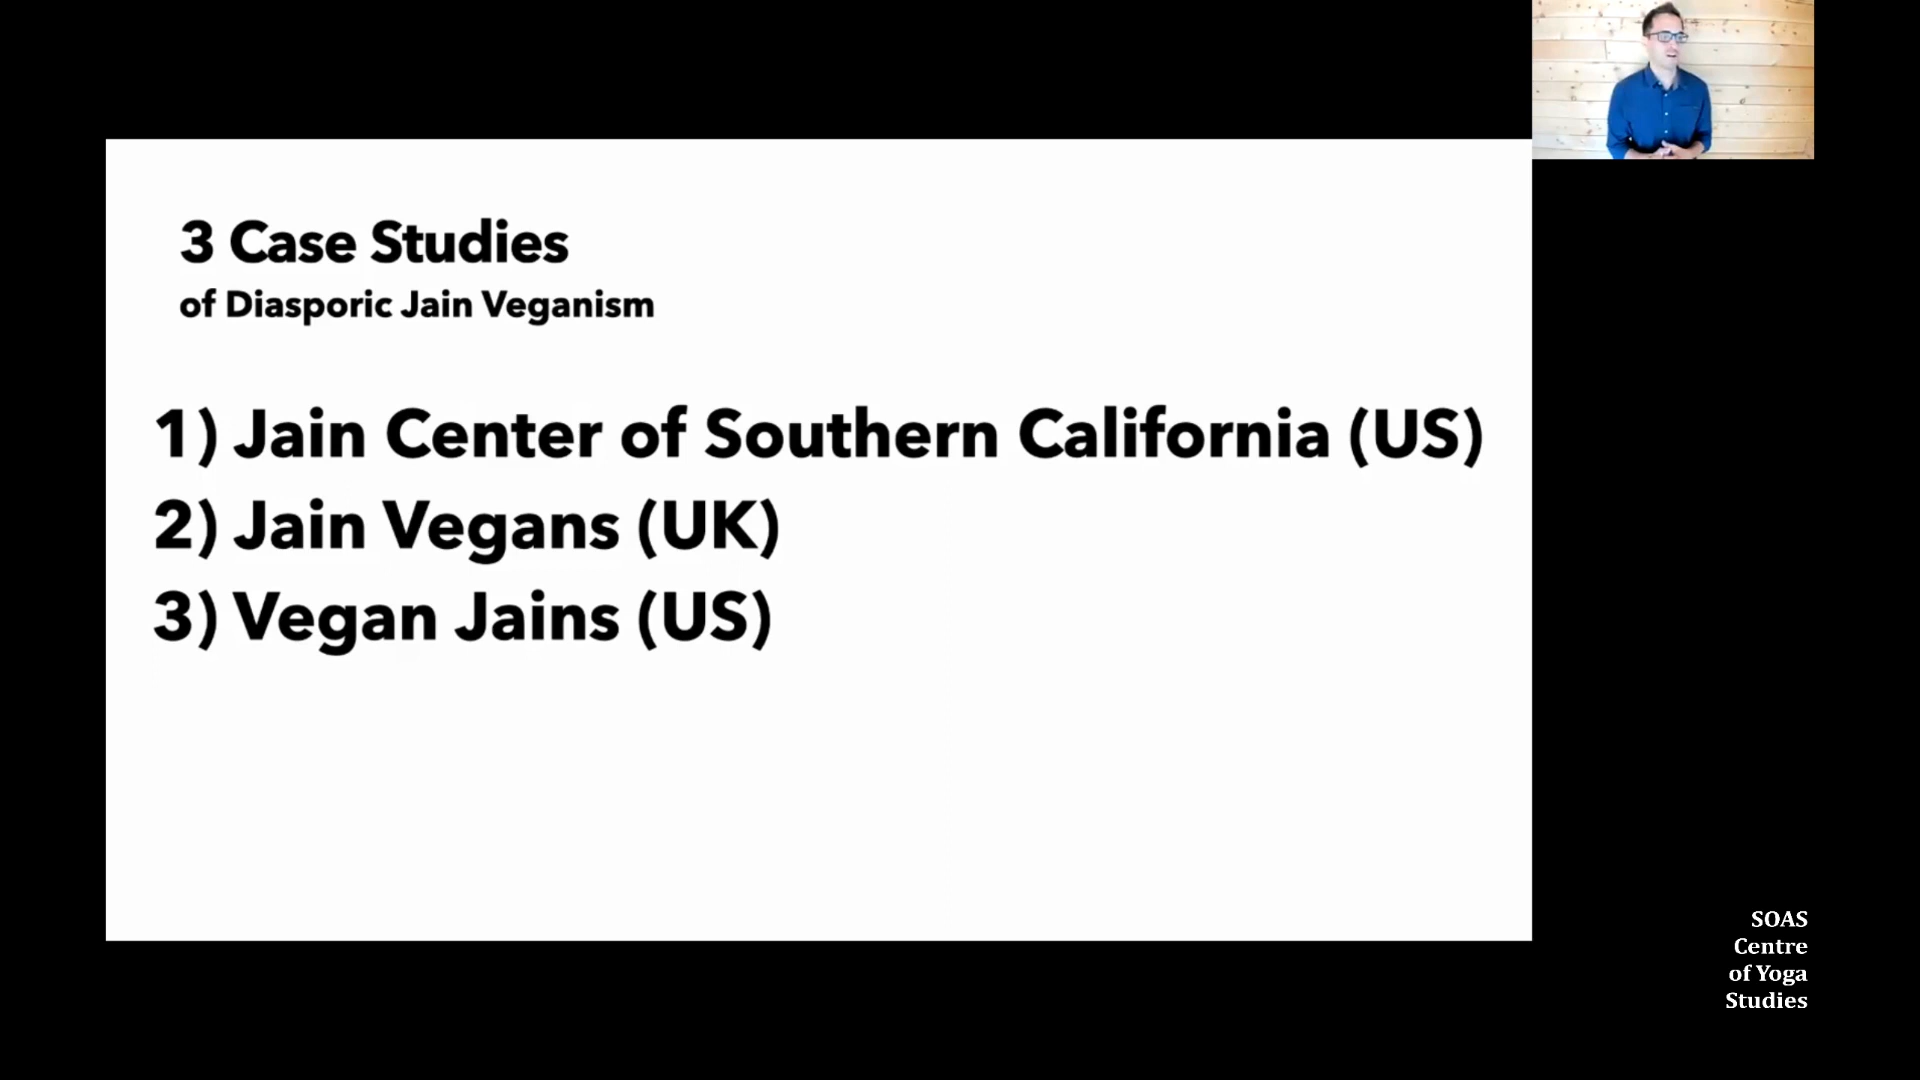 3 Case Studies
of Diasporic Jain Veganism
1) Jain Center of Southern California (US)
2) Jain Vegans (UK)
3) Vegan Jains (US)
SOAS
Centre
of Yoga
Studies